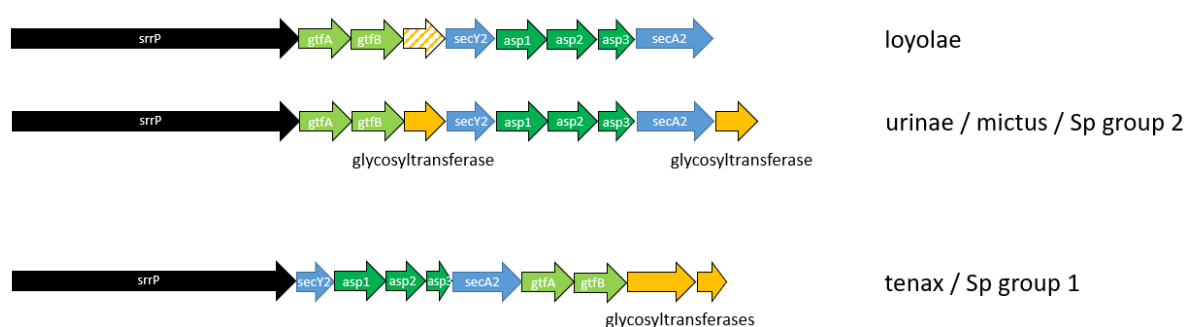 srrP gtfA gtfB secY2 asp1 asp2 asp3 secA2 loyolae
srrP gtfA gtfB secY2 asp1 asp2 asp3 secA2 urinae / mictus / Sp group 2
glycosyltransferase glycosyltransferase
srrP secY2 asp1 asp2 asp3 secA2 gtfA gtfB tenax / Sp group 1
glycosyltransferases